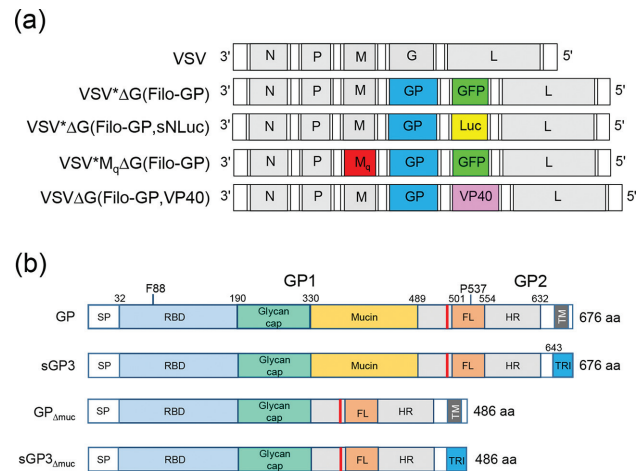 (a)
VSV 3' N P M G L 5'
VSV*ΔG(Filo-GP) 3' N P M GP GFP L 5'
VSV*ΔG(Filo-GP,sNLuc) 3' N P M GP Luc L 5'
VSV*MqΔG(Filo-GP) 3' N P Mq GP GFP L 5'
VSVΔG(Filo-GP,VP40) 3' N P M GP VP40 L 5'
(b)
GP1 GP2
F88 P537
32 190 330 489 501 554 632
GP SP RBD Glycan cap Mucin FL HR TM 676 aa
643
sGP3 SP RBD Glycan cap Mucin FL HR TRI 676 aa
GPΔmuc SP RBD Glycan cap FL HR TM 486 aa
sGP3Δmuc SP RBD Glycan cap FL HR TRI 486 aa